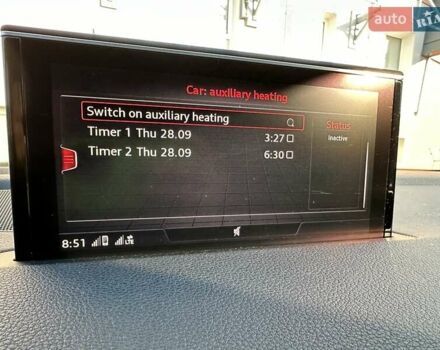 auto RIA
Car: auxiliary heating
Switch on auxiliary heating
Status
Timer 1 Thu 28.09 3:27
Inactive
Timer 2 Thu 28.09 6:30
8:51 LTE